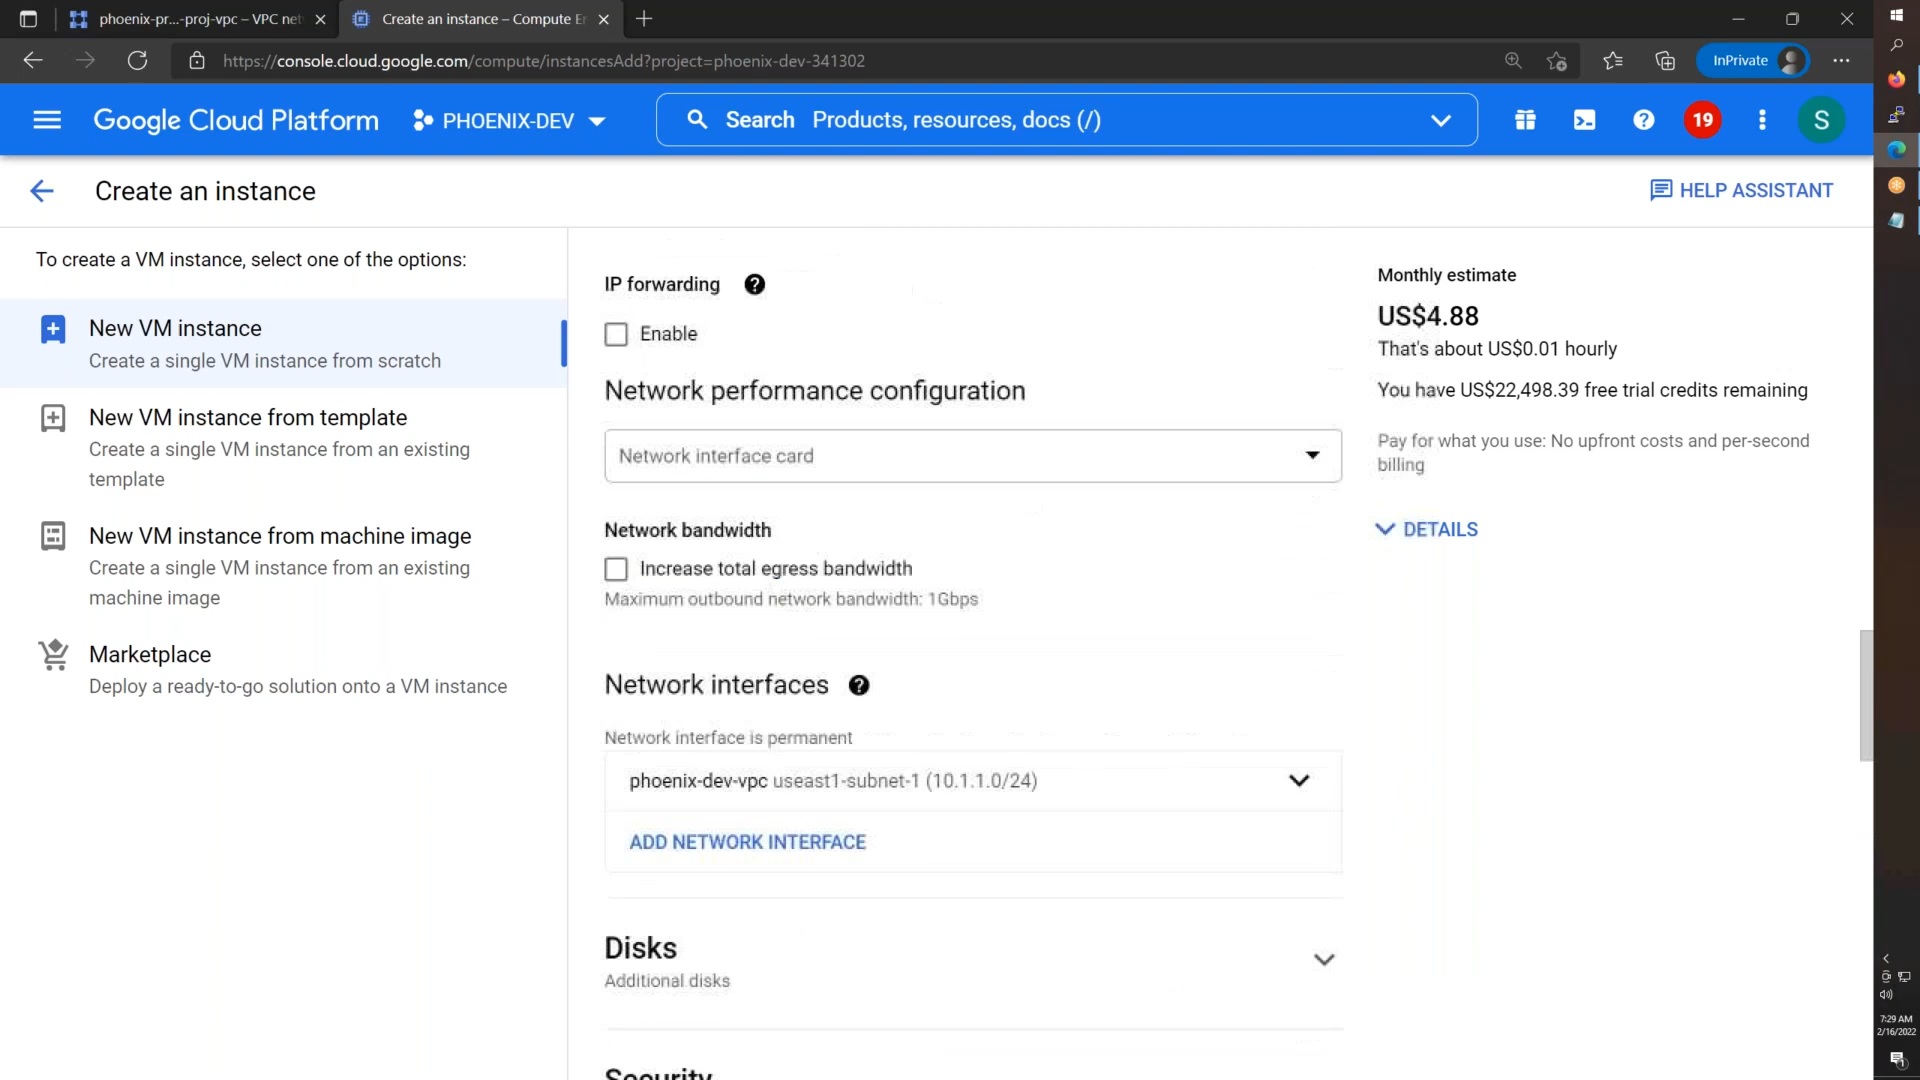 phoenix-pr...-proj-vpc – VPC net
Create an instance – Compute E
https://console.cloud.google.com/compute/instancesAdd?project=phoenix-dev-341302
InPrivate
Google Cloud Platform
PHOENIX-DEV
Search Products, resources, docs (/)
19
S
Create an instance
HELP ASSISTANT
To create a VM instance, select one of the options:
New VM instance
Create a single VM instance from scratch
New VM instance from template
Create a single VM instance from an existing
template
New VM instance from machine image
Create a single VM instance from an existing
machine image
Marketplace
Deploy a ready-to-go solution onto a VM instance
IP forwarding
Enable
Network performance configuration
Network interface card
Network bandwidth
Increase total egress bandwidth
Maximum outbound network bandwidth: 1Gbps
Network interfaces
Network interface is permanent
phoenix-dev-vpc useast1-subnet-1 (10.1.1.0/24)
ADD NETWORK INTERFACE
Disks
Additional disks
Security
Monthly estimate
US$4.88
That's about US$0.01 hourly
You have US$22,498.39 free trial credits remaining
Pay for what you use: No upfront costs and per-second
billing
DETAILS
7:29 AM
2/16/2022